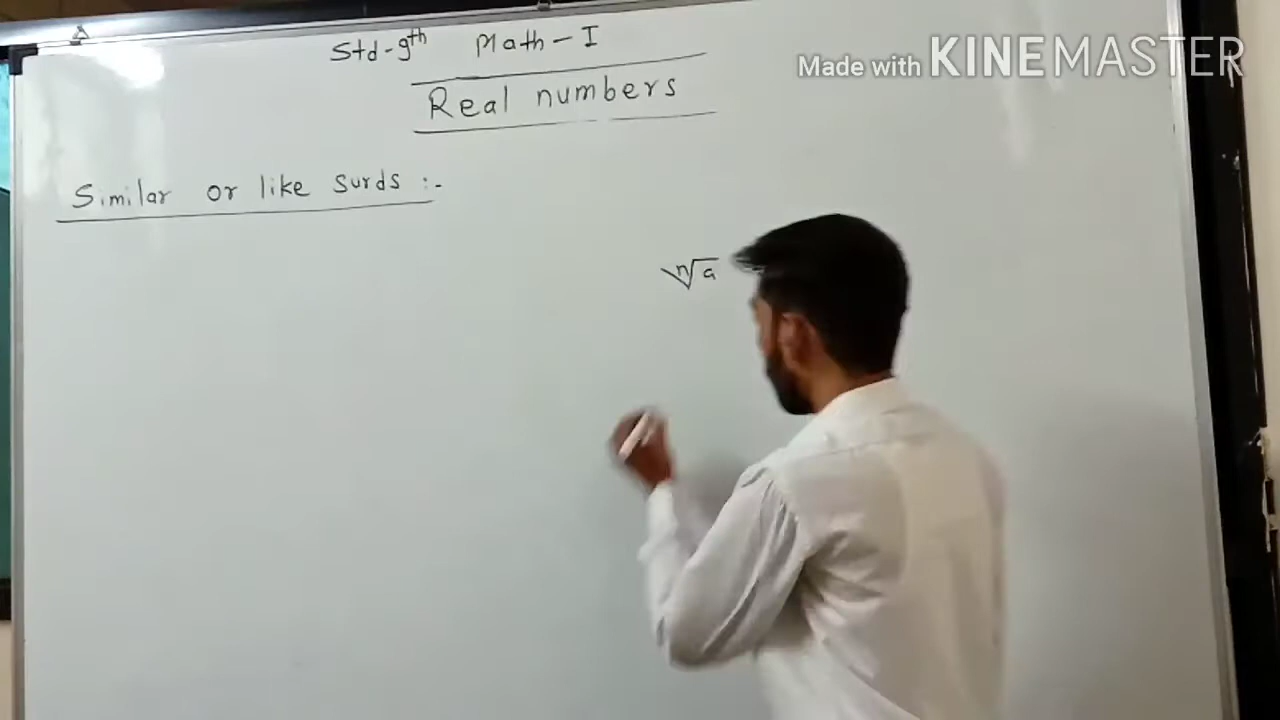 Std-9th Math-I
Made with KINEMASTER
Real numbers
Similar or like surds :-
ⁿ√a